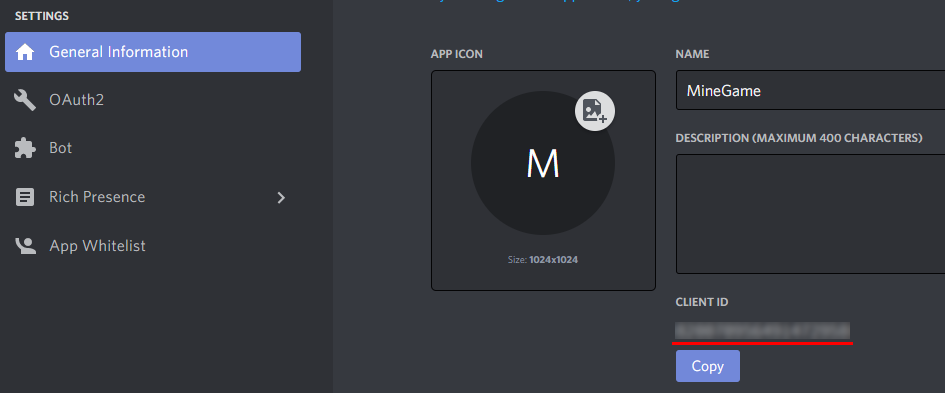 SETTINGS
General Information
OAuth2
Bot
Rich Presence
App Whitelist
APP ICON
M
Size: 1024x1024
NAME
MineGame
DESCRIPTION (MAXIMUM 400 CHARACTERS)
CLIENT ID
Copy